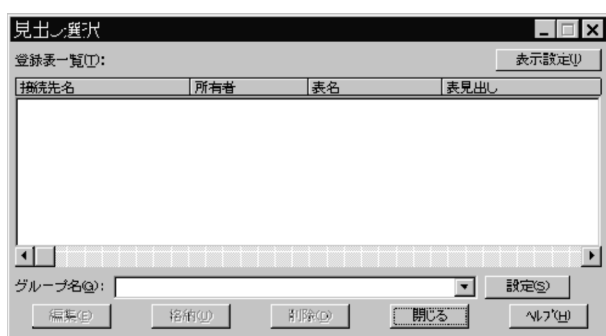 見出し選択
登録表一覧(T):
表示設定(I)
接続先名 所有者 表名 表見出し
グループ名(G): 設定(S)
編集(E) 格納(U) 削除(D) 閉じる ヘルプ(H)